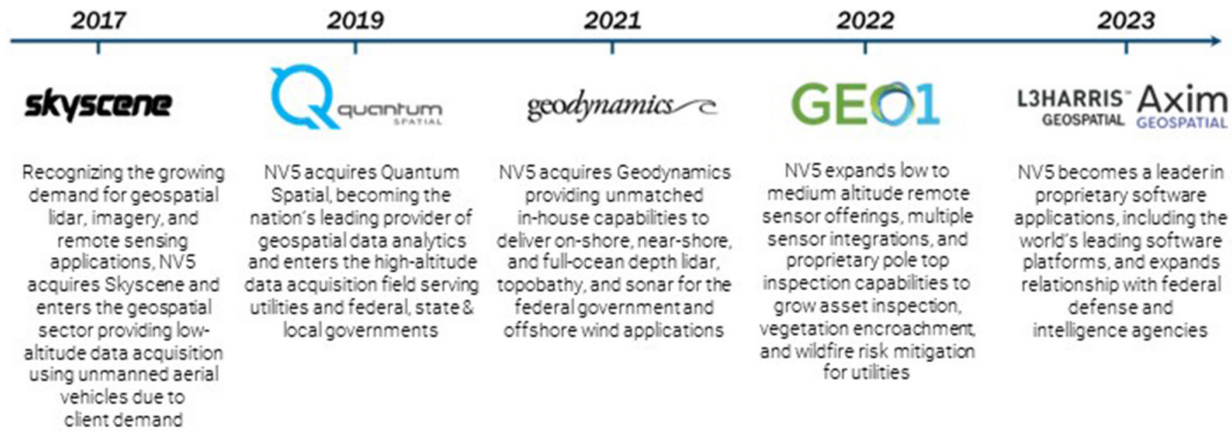 2017
2019
2021
2022
2023
skyscene
Quantum
SPATIAL
geodynamics
GEO1
L3HARRIS™
GEOSPATIAL
Axim
GEOSPATIAL
Recognizing the growing
demand for geospatial
lidar, imagery, and
remote sensing
applications, NV5
acquires Skyscene and
enters the geospatial
sector providing low-
altitude data acquisition
using unmanned aerial
vehicles due to
client demand
NV5 acquires Quantum
Spatial, becoming the
nation's leading provider of
geospatial data analytics
and enters the high-altitude
data acquisition field serving
utilities and federal, state &
local governments
NV5 acquires Geodynamics
providing unmatched
in-house capabilities to
deliver on-shore, near-shore,
and full-ocean depth lidar,
topobathy, and sonar for the
federal government and
offshore wind applications
NV5 expands low to
medium altitude remote
sensor offerings, multiple
sensor integrations, and
proprietary pole top
inspection capabilities to
grow asset inspection,
vegetation encroachment,
and wildfire risk mitigation
for utilities
NV5 becomes a leader in
proprietary software
applications, including the
world's leading software
platforms, and expands
relationship with federal
defense and
intelligence agencies